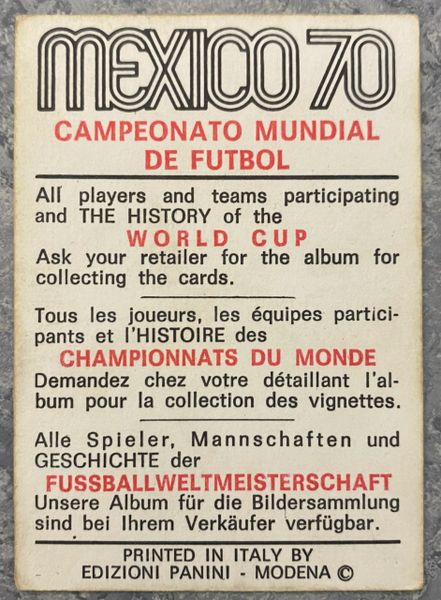 MEXICO 70
CAMPEONATO MUNDIAL
DE FUTBOL
All players and teams participating
and THE HISTORY of the
WORLD CUP
Ask your retailer for the album for
collecting the cards.
Tous les joueurs, les équipes partici-
pants et l'HISTOIRE des
CHAMPIONNATS DU MONDE
Demandez chez votre détaillant l'al-
bum pour la collection des vignettes.
Alle Spieler, Mannschaften und
GESCHICHTE der
FUSSBALLWELTMEISTERSCHAFT
Unsere Album für die Bildersammlung
sind bei Ihrem Verkäufer verfügbar.
PRINTED IN ITALY BY
EDIZIONI PANINI - MODENA ©